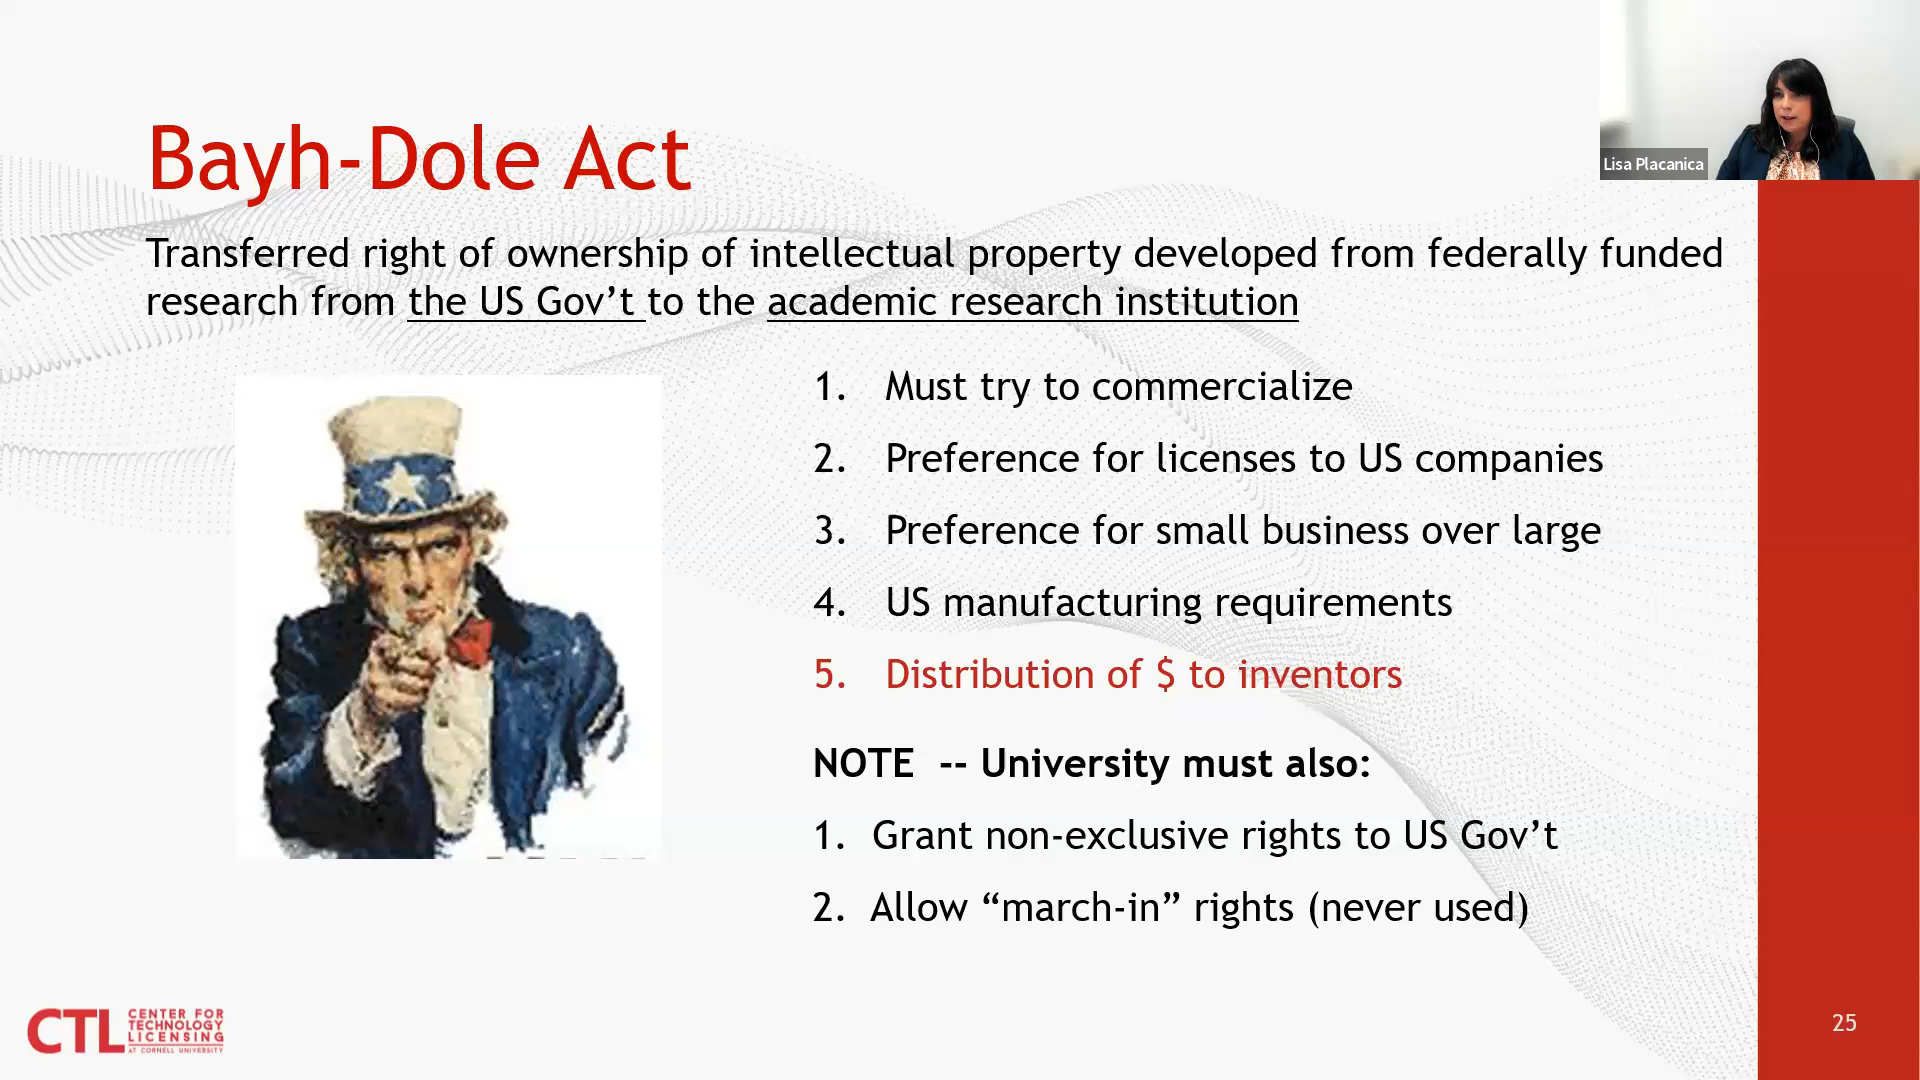 Lisa Placanica
Bayh-Dole Act
Transferred right of ownership of intellectual property developed from federally funded
research from the US Gov’t to the academic research institution
1. Must try to commercialize
2. Preference for licenses to US companies
3. Preference for small business over large
4. US manufacturing requirements
5. Distribution of $ to inventors
NOTE -- University must also:
1. Grant non-exclusive rights to US Gov’t
2. Allow “march-in” rights (never used)
CTL
CENTER FOR
TECHNOLOGY
LICENSING
AT CORNELL UNIVERSITY
25